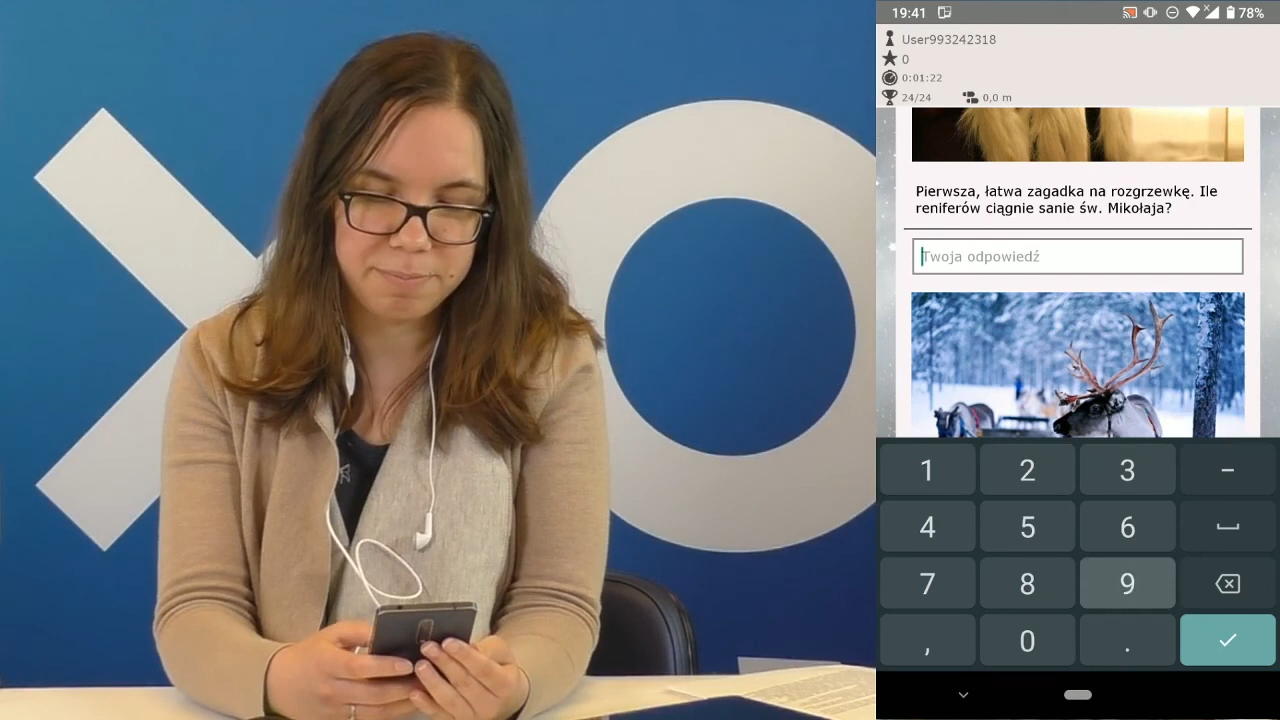 19:41
78%
User993242318
0
0:01:22
24/24 0,0 m
Pierwsza, łatwa zagadka na rozgrzewkę. Ile
reniferów ciągnie sanie św. Mikołaja?
Twoja odpowiedź
1 2 3 -
4 5 6
7 8 9
, 0 .